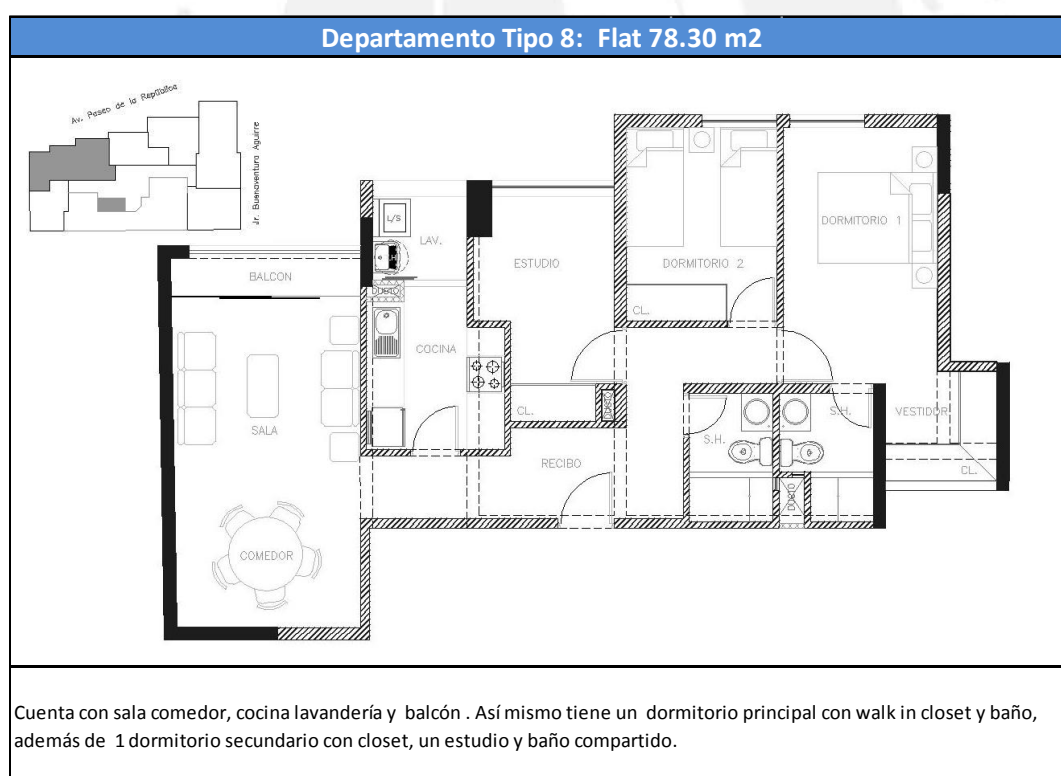 Departamento Tipo 8: Flat 78.30 m2
Av. Paseo de la República
Jr. Buenaventura Aguirre
L/S
LAV.
BALCON
ESTUDIO
DORMITORIO 2
DORMITORIO 1
DUCTO
CL.
COCINA
SALA
CL.
DUCTO
S.H.
S.H.
VESTIDOR
RECIBO
CL.
DUCTO
COMEDOR
Cuenta con sala comedor, cocina lavandería y balcón . Así mismo tiene un dormitorio principal con walk in closet y baño,
además de 1 dormitorio secundario con closet, un estudio y baño compartido.